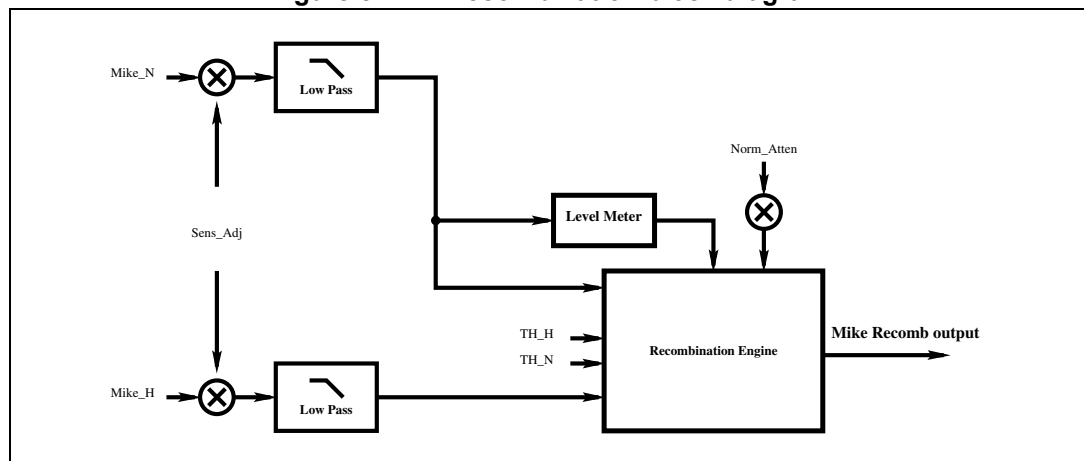 Mike_N
Low Pass
Norm_Atten
Level Meter
Sens_Adj
TH_H
Mike Recomb output
Recombination Engine
TH_N
Mike_H
Low Pass